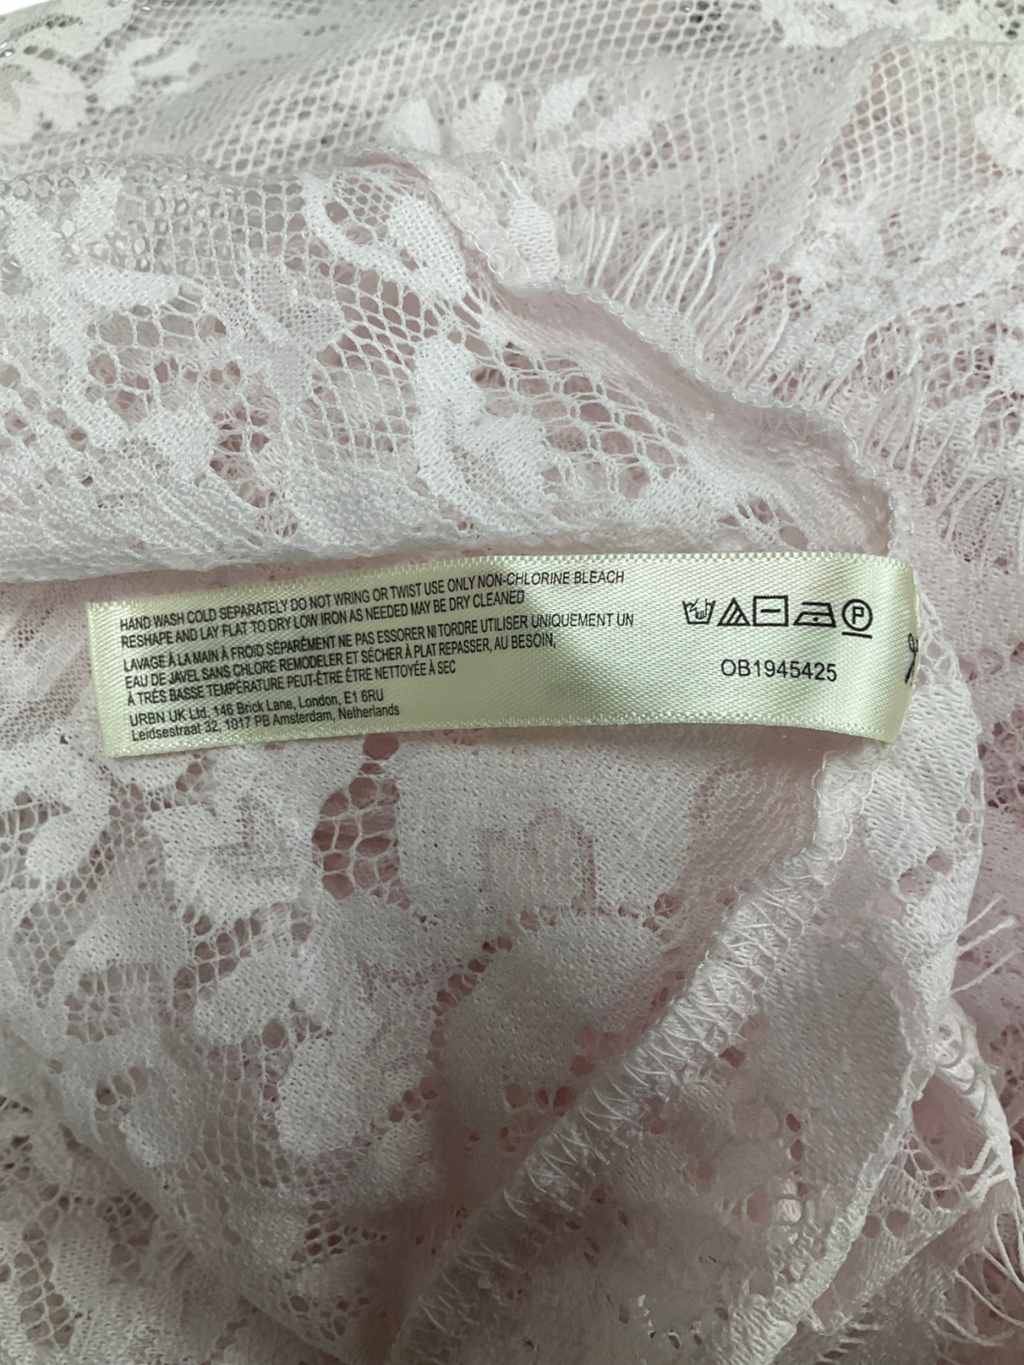 HAND WASH COLD SEPARATELY DO NOT WRING OR TWIST USE ONLY NON-CHLORINE BLEACH
RESHAPE AND LAY FLAT TO DRY LOW IRON AS NEEDED MAY BE DRY CLEANED
LAVAGE À LA MAIN À FROID SÉPARÉMENT NE PAS ESSORER NI TORDRE UTILISER UNIQUEMENT UN
EAU DE JAVEL SANS CHLORE REMODELER ET SÉCHER À PLAT REPASSER, AU BESOIN,
À TRÈS BASSE TEMPÉRATURE PEUT-ÊTRE ÊTRE NETTOYÉE À SEC
URBN UK Ltd, 146 Brick Lane, London, E1 6RU
Leidsestraat 32, 1017 PB Amsterdam, Netherlands
P
OB1945425